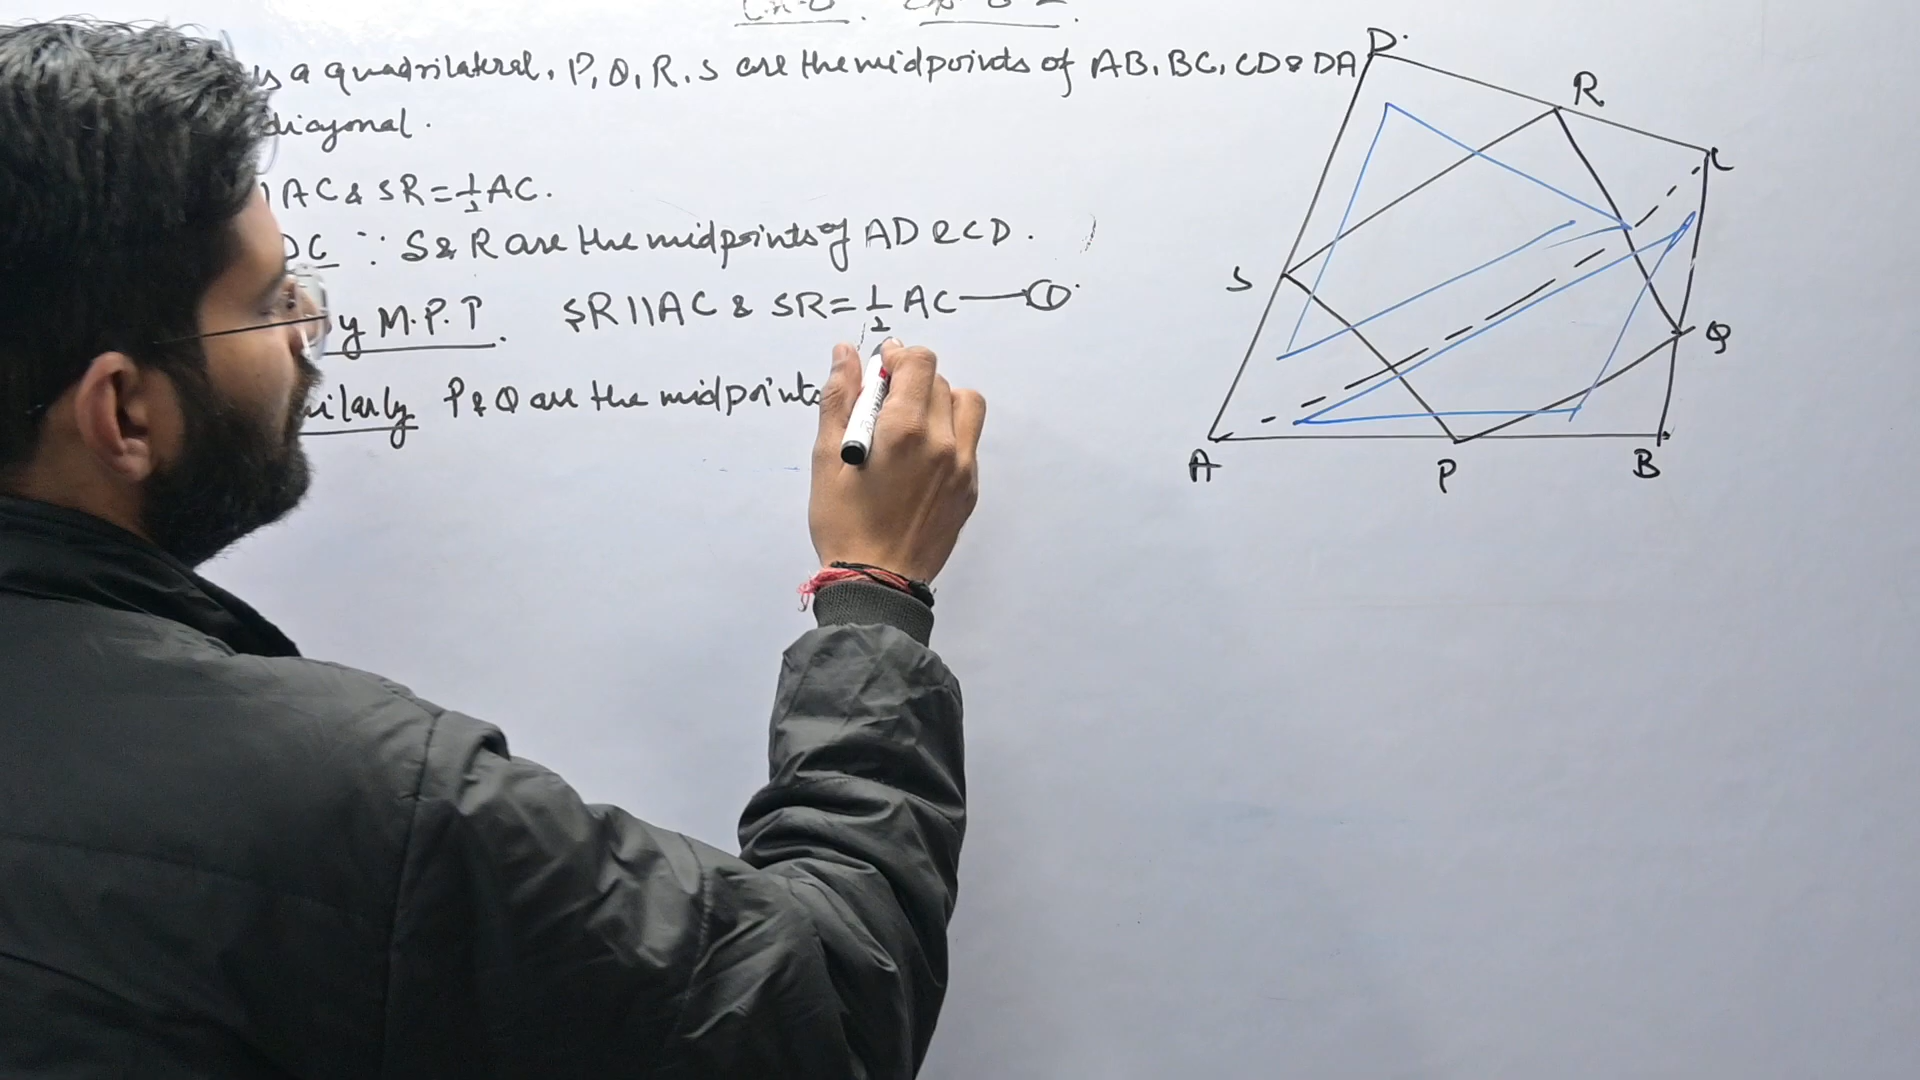 s a quadrilateral, P, Q, R, S are the midpoints of AB, BC, CD & DA
diagonal.
AC & SR = 1/2 AC.
DC ∵ S & R are the midpoints of AD & CD.
y M.P.T. SR || AC & SR = 1/2 AC — ①
ilarly P & Q are the midpoints
D
R
C
S
Q
A
P
B